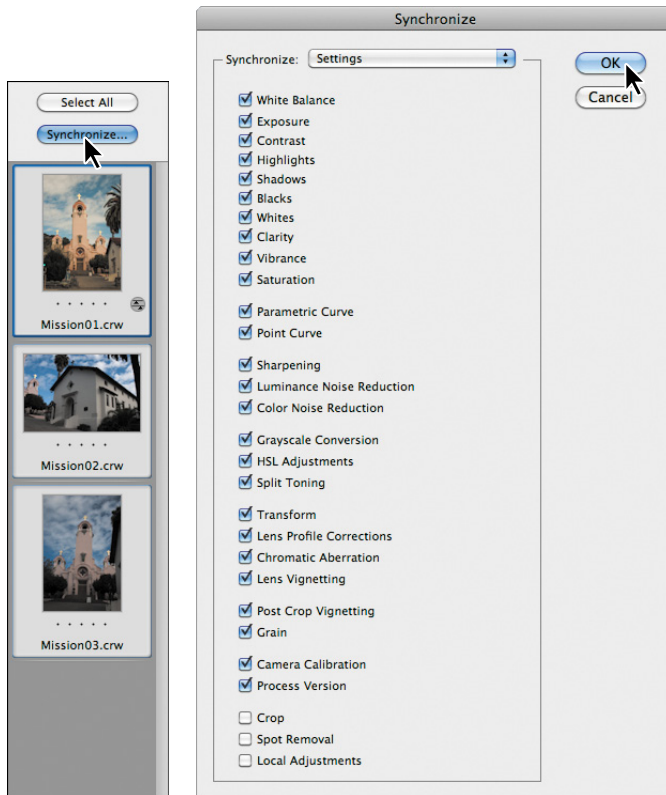 Select All
Synchronize...
Mission01.crw
Mission02.crw
Mission03.crw
Synchronize
Synchronize: Settings
OK
Cancel
White Balance
Exposure
Contrast
Highlights
Shadows
Blacks
Whites
Clarity
Vibrance
Saturation
Parametric Curve
Point Curve
Sharpening
Luminance Noise Reduction
Color Noise Reduction
Grayscale Conversion
HSL Adjustments
Split Toning
Transform
Lens Profile Corrections
Chromatic Aberration
Lens Vignetting
Post Crop Vignetting
Grain
Camera Calibration
Process Version
Crop
Spot Removal
Local Adjustments